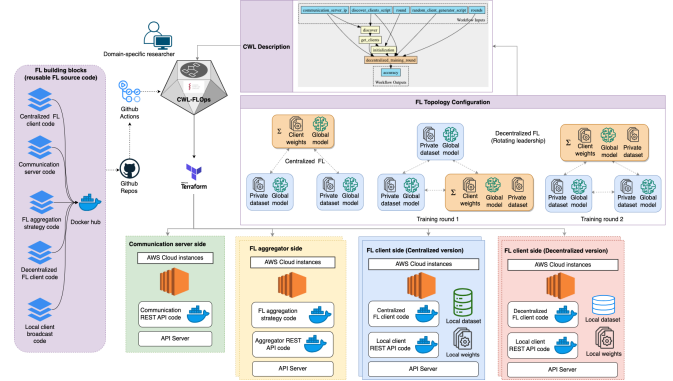 Domain-specific researcher
CWL Description
communication_server_ip
discover_clients_script
round
random_client_generator_script
rounds
Workflow Inputs
discover
get_clients
initialization
decentralized_training_round
accuracy
Workflow Outputs
FL building blocks
(reusable FL source code)
Centralized FL
client code
Communication
server code
FL aggregation
strategy code
Decentralized
FL client code
Local client
broadcast
code
Docker hub
Github
Actions
Github
Repos
CWL-FLOps
Terraform
FL Topology Configuration
Σ
Client
weights
Global
model
Centralized FL
Private
dataset
Global
model
Private
dataset
Global
model
Private
dataset
Global
model
Private
dataset
Global
model
Σ
Client
weights
Global
model
Private
dataset
Training round 1
Decentralized FL
(Rotating leadership)
Σ
Client
weights
Global
model
Private
dataset
Private
dataset
Global
model
Private
dataset
Global
model
Training round 2
Communication server side
AWS Cloud instances
Communication
REST API code
API Server
FL aggregator side
AWS Cloud instances
FL aggregation
strategy code
Aggregator REST
API code
API Server
FL client side (Centralized version)
AWS Cloud instances
Centralized
FL client code
Local dataset
Local client
REST API code
Local weights
API Server
FL client side (Decentralized version)
AWS Cloud instances
Decentralized
FL client code
Local dataset
Local client
REST API code
Local weights
API Server